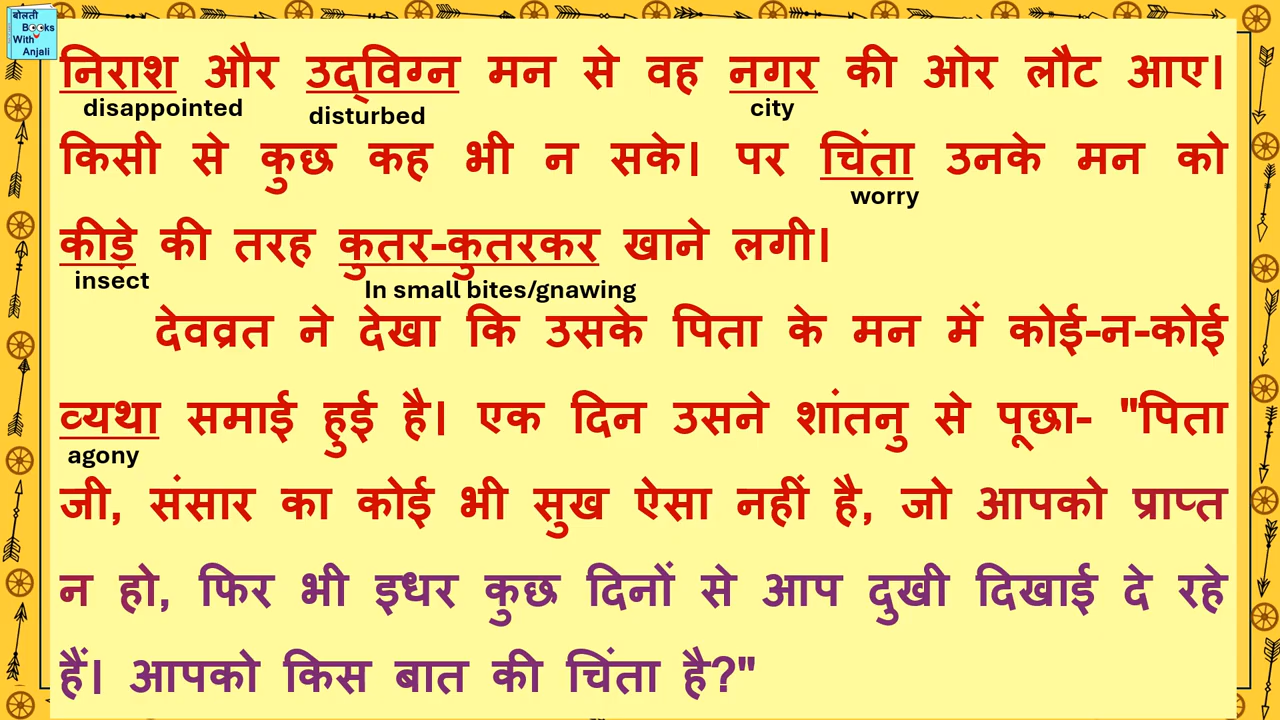 बोलती
Books
With
Anjali
निराश और उद्विग्न मन से वह नगर की ओर लौट आए।
disappointed disturbed city
किसी से कुछ कह भी न सके। पर चिंता उनके मन को
worry
कीड़े की तरह कुतर-कुतरकर खाने लगी।
insect In small bites/gnawing
देवव्रत ने देखा कि उसके पिता के मन में कोई-न-कोई
व्यथा समाई हुई है। एक दिन उसने शांतनु से पूछा- "पिता
agony
जी, संसार का कोई भी सुख ऐसा नहीं है, जो आपको प्राप्त
न हो, फिर भी इधर कुछ दिनों से आप दुखी दिखाई दे रहे
हैं। आपको किस बात की चिंता है?"